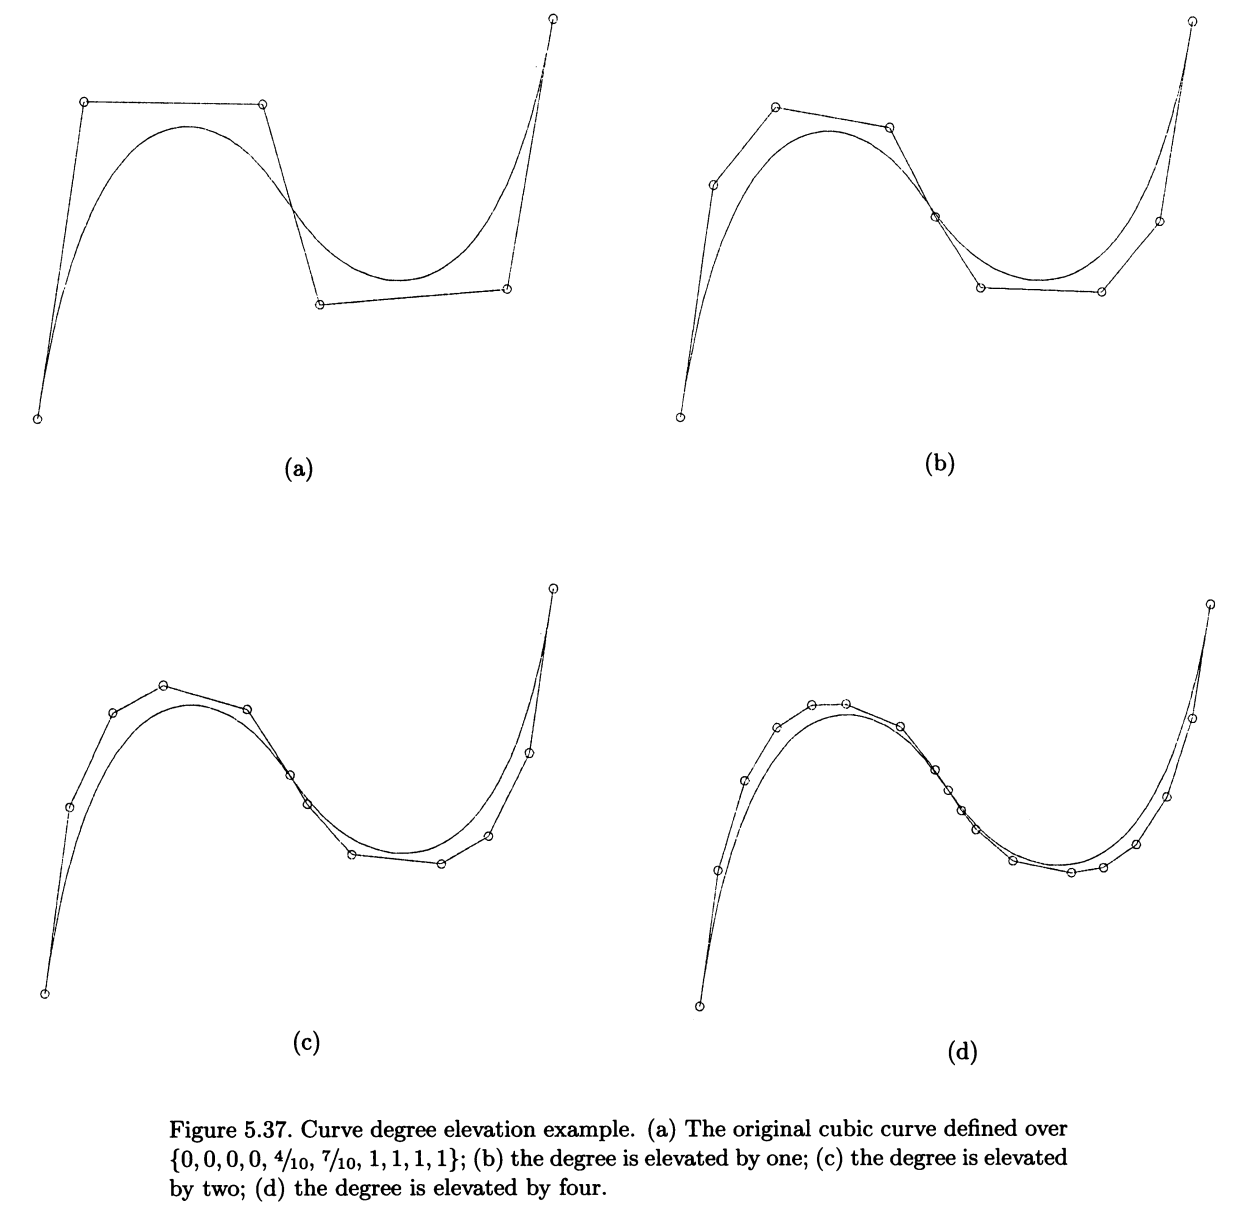 (a)
(b)
(c)
(d)
Figure 5.37. Curve degree elevation example. (a) The original cubic curve defined over
{0, 0, 0, 0, 4/10, 7/10, 1, 1, 1, 1}; (b) the degree is elevated by one; (c) the degree is elevated
by two; (d) the degree is elevated by four.